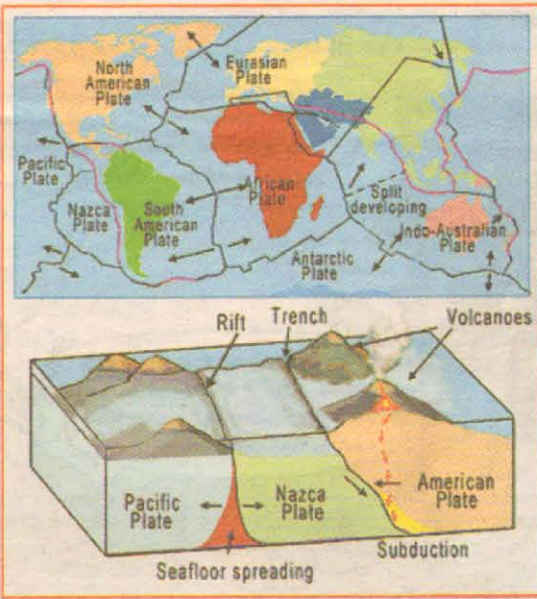 North
American
Plate
Eurasian
Plate
Pacific
Plate
Nazca
Plate
South
American
Plate
African
Plate
Split
developing
Indo-Australian
Plate
Antarctic
Plate
Rift
Trench
Volcanoes
Pacific
Plate
Nazca
Plate
American
Plate
Subduction
Seafloor spreading